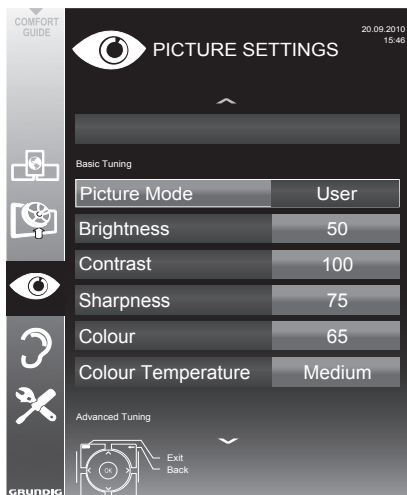 COMFORT
GUIDE
PICTURE SETTINGS
20.09.2010
15:46
Basic Tuning
Picture Mode User
Brightness 50
Contrast 100
Sharpness 75
Colour 65
Colour Temperature Medium
Advanced Tuning
Exit
Back
OK
GRUNDIG